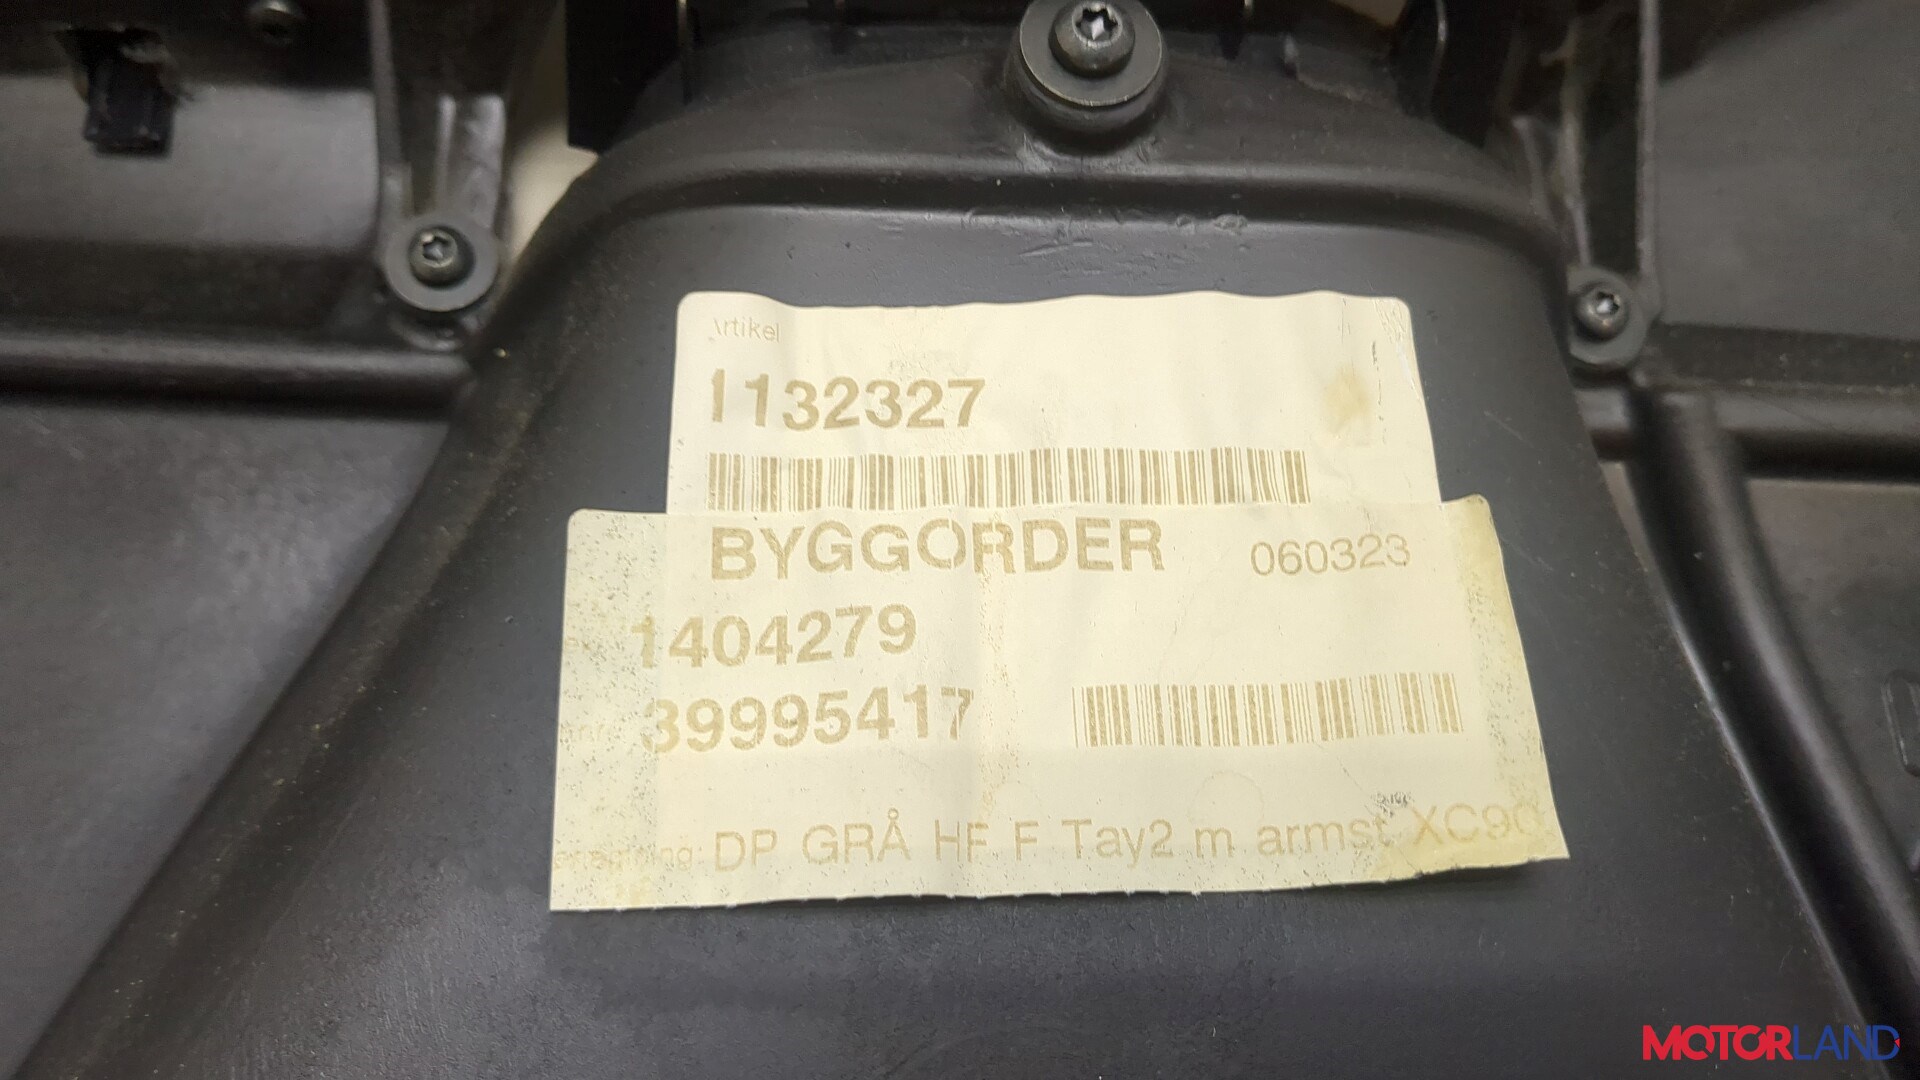 Artikel
1132327
BYGGORDER 060323
1404279
39995417
DP GRÅ HF F Tay2 m armst XC90
MOTORLAND